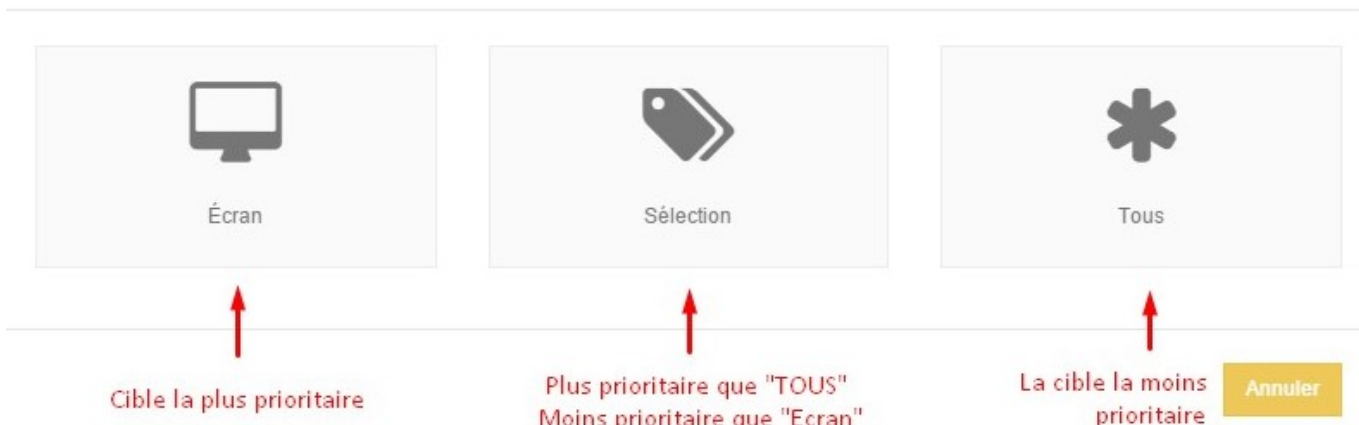 Écran
Sélection
Tous
Cible la plus prioritaire
Plus prioritaire que "TOUS"
Moins prioritaire que "Ecran"
La cible la moins
prioritaire
Annuler